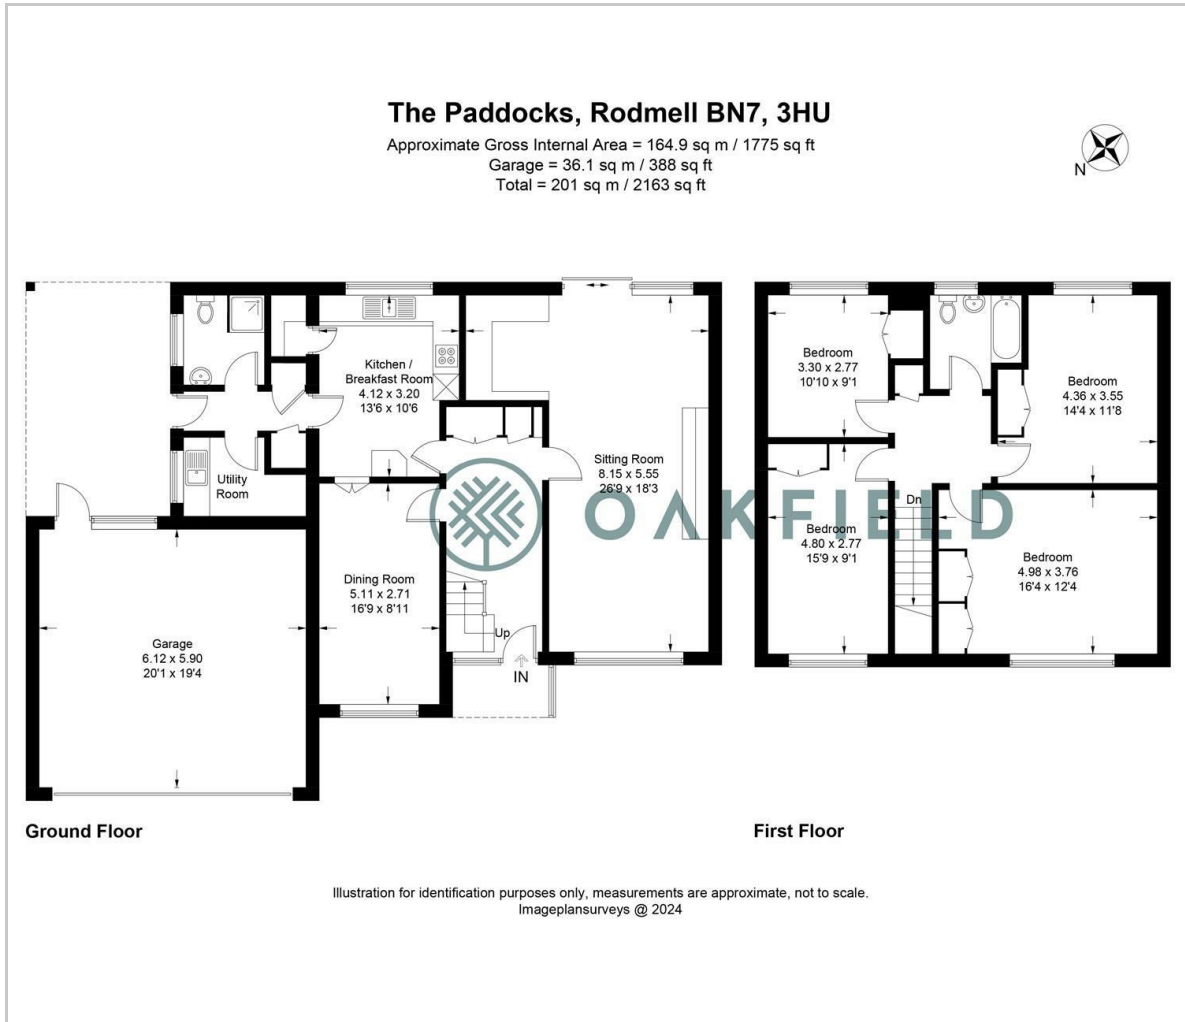 The Paddocks, Rodmell BN7, 3HU
Approximate Gross Internal Area = 164.9 sq m / 1775 sq ft
Garage = 36.1 sq m / 388 sq ft
Total = 201 sq m / 2163 sq ft
N
Kitchen /
Breakfast Room
4.12 x 3.20
13'6 x 10'6
Utility
Room
Sitting Room
8.15 x 5.55
26'9 x 18'3
Dining Room
5.11 x 2.71
16'9 x 8'11
Up
IN
Garage
6.12 x 5.90
20'1 x 19'4
Bedroom
3.30 x 2.77
10'10 x 9'1
Bedroom
4.36 x 3.55
14'4 x 11'8
Dn
Bedroom
4.80 x 2.77
15'9 x 9'1
Bedroom
4.98 x 3.76
16'4 x 12'4
OAKFIELD
Ground Floor
First Floor
Illustration for identification purposes only, measurements are approximate, not to scale.
Imageplansurveys @ 2024